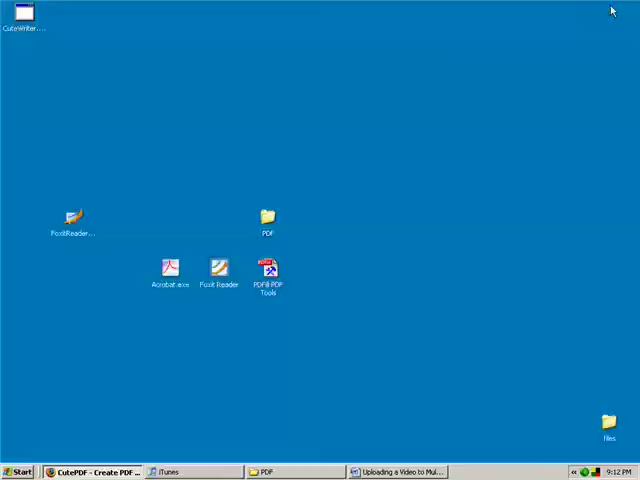 CuteWriter....
FoxitReader...
PDF
Acrobat.exe
Foxit Reader
PDFill PDF
Tools
files
Start
CutePDF - Create PDF ...
iTunes
PDF
Uploading a Video to Mul...
«
9:12 PM